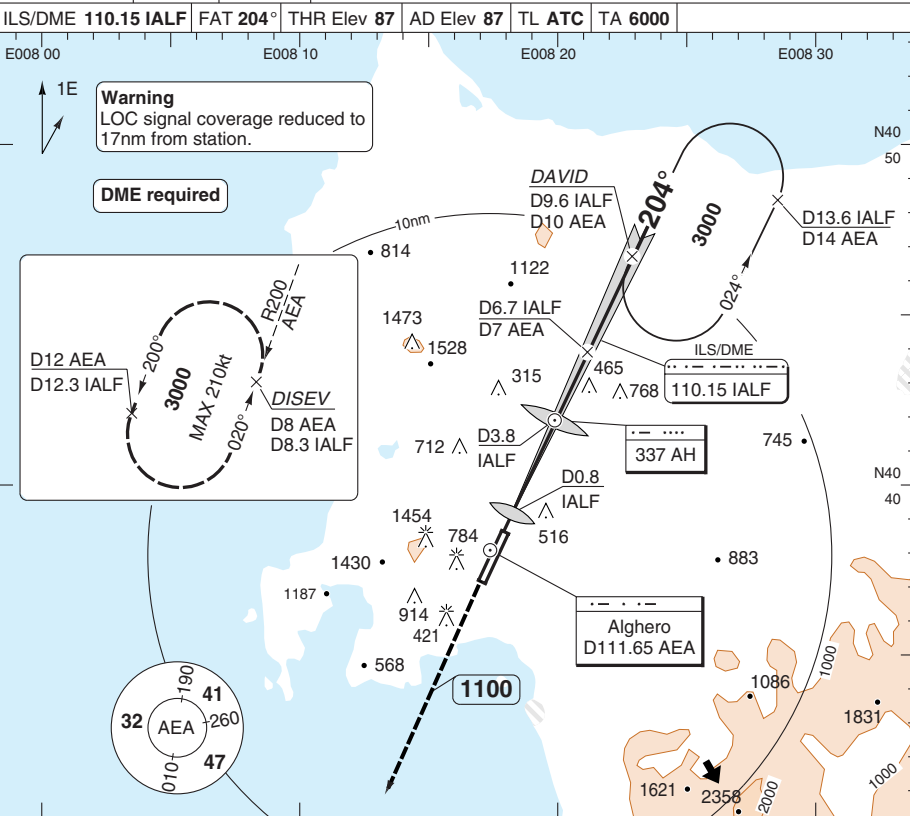 ILS/DME 110.15 IALF FAT 204° THR Elev 87 AD Elev 87 TL ATC TA 6000
E008 00
E008 10
E008 20
E008 30
1E
Warning
LOC signal coverage reduced to
17nm from station.
DME required
N40
50
DAVID
D9.6 IALF
D10 AEA
204°
3000
024°
D13.6 IALF
D14 AEA
10nm
814
1122
D6.7 IALF
D7 AEA
1473
1528
315
465
768
ILS/DME
110.15 IALF
R200
AEA
200°
3000
MAX 210kt
020°
D12 AEA
D12.3 IALF
DISEV
D8 AEA
D8.3 IALF
712
D3.8
IALF
337 AH
745
N40
40
D0.8
IALF
1454
784
516
1430
883
1187
914
421
568
Alghero
D111.65 AEA
1100
1000
1086
1831
1000
1621
2358
2000
AEA
190
41
260
32
47
010